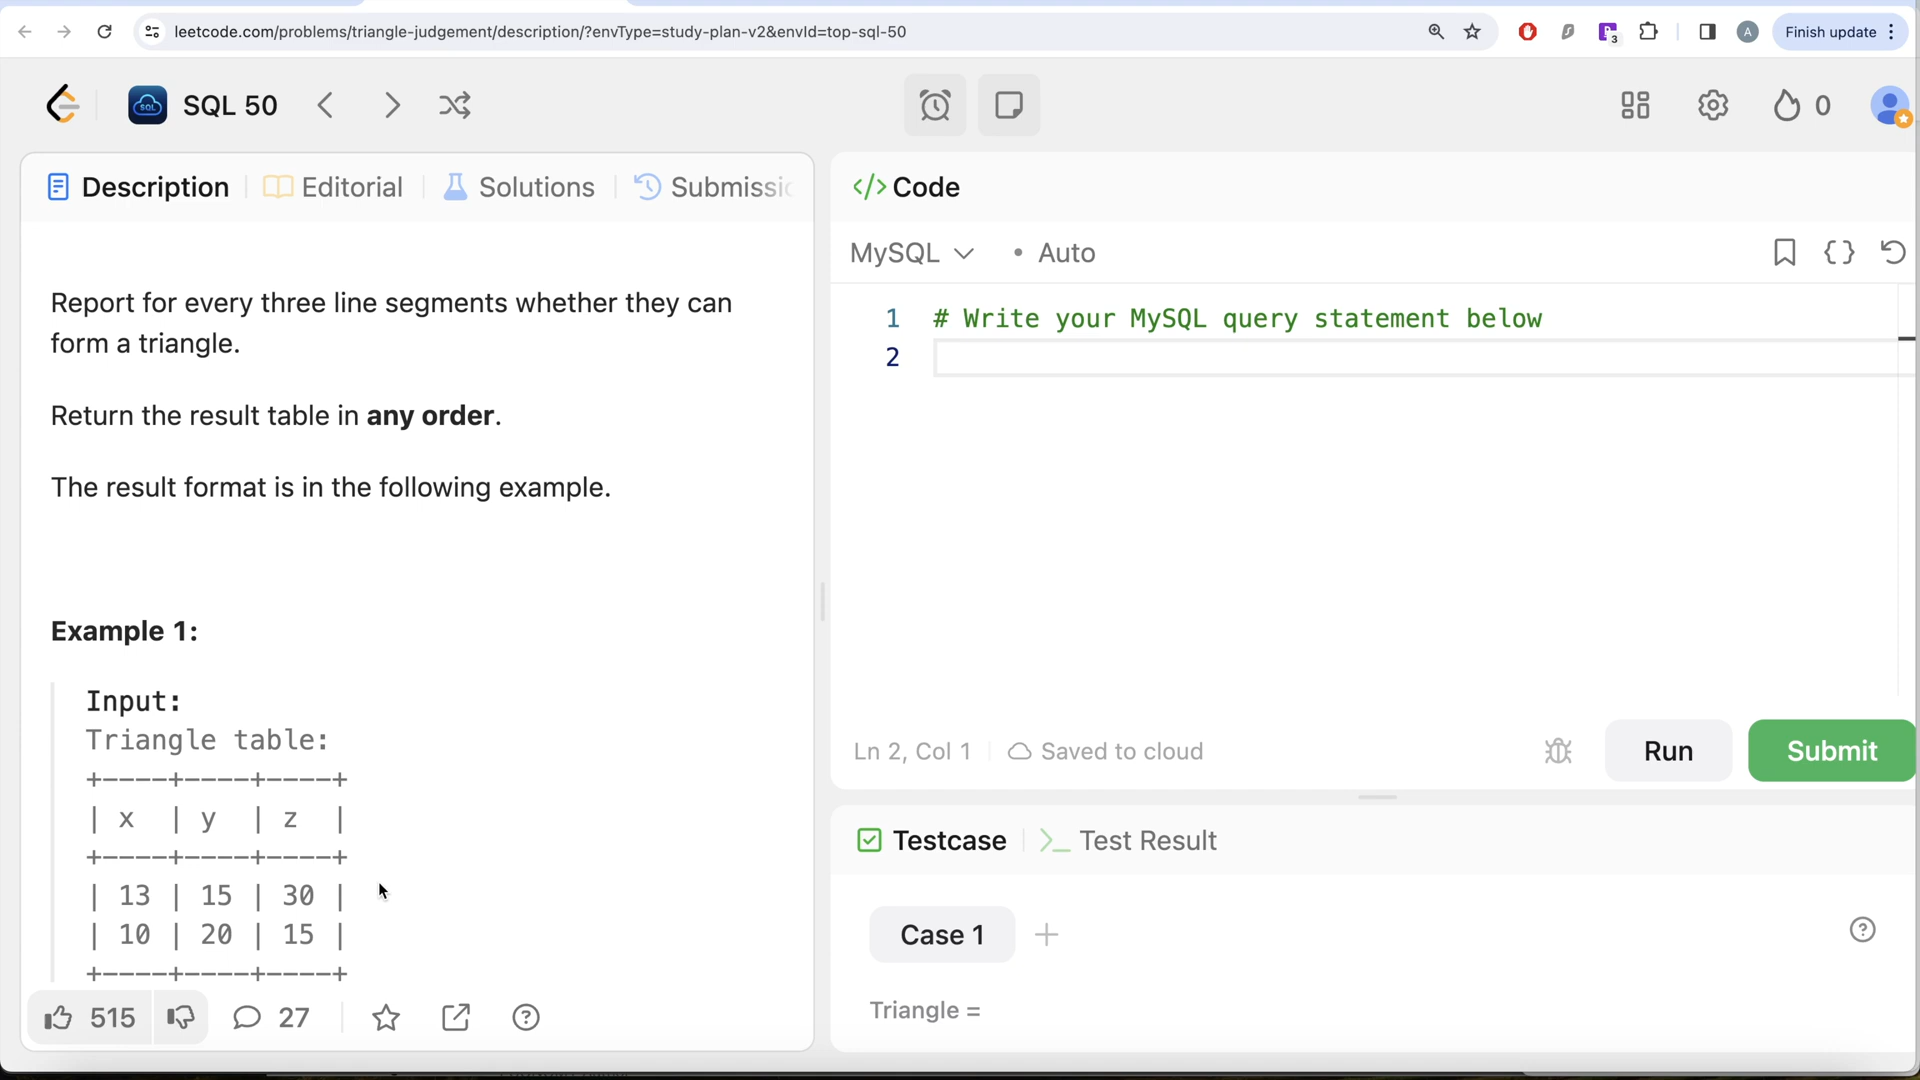 leetcode.com/problems/triangle-judgement/description/?envType=study-plan-v2&envId=top-sql-50
3
A
Finish update
SQL
SQL 50
0
Description
Editorial
Solutions
Submissio
Code
MySQL
• Auto
Report for every three line segments whether they can
form a triangle.
Return the result table in any order.
The result format is in the following example.
Example 1:
Input:
Triangle table:
+----+----+----+
| x  | y  | z  |
+----+----+----+
| 13 | 15 | 30 |
| 10 | 20 | 15 |
+----+----+----+
515
27
1 # Write your MySQL query statement below
2
Ln 2, Col 1
Saved to cloud
Run
Submit
Testcase
Test Result
Case 1
Triangle =